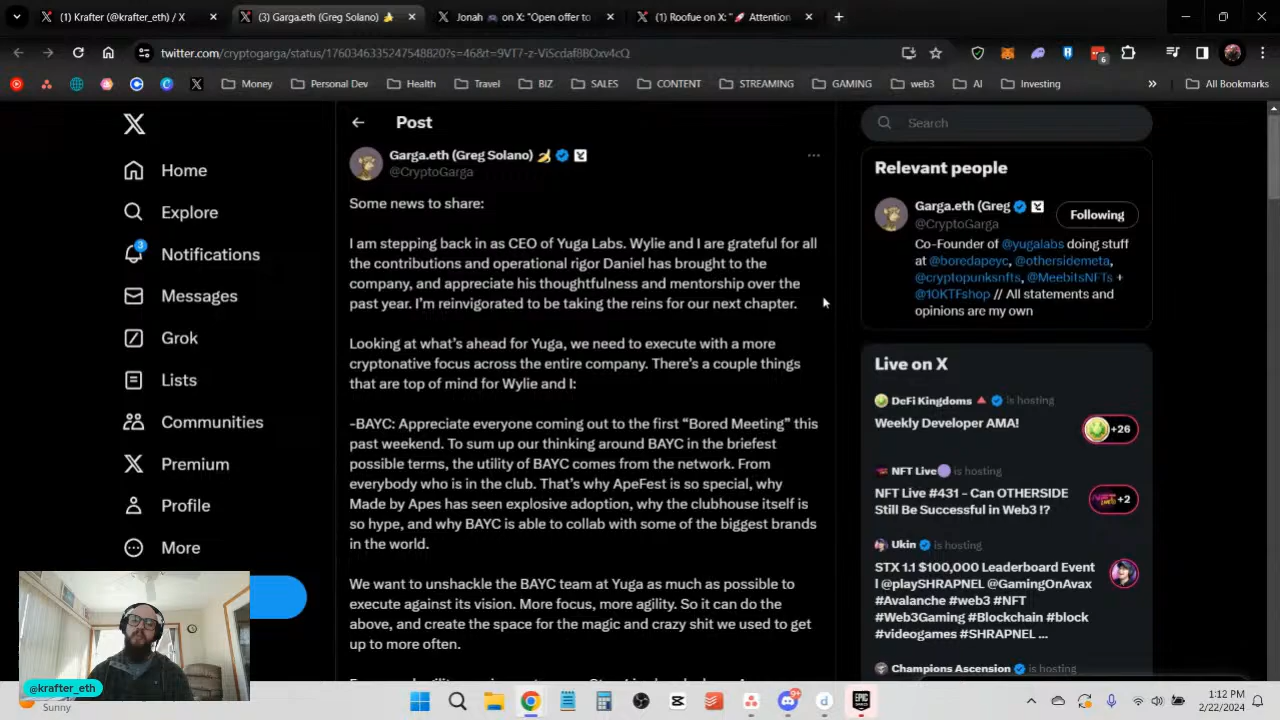 (1) Krafter (@krafter_eth) / X
(3) Garga.eth (Greg Solano)
Jonah on X: "Open offer to
(1) Roofue on X: " Attention
twitter.com/cryptogarga/status/1760346335247548820?s=46&t=9VT7-z-ViScdaf8BOxv4cQ
6
Money
Personal Dev
Health
Travel
BIZ
SALES
CONTENT
STREAMING
GAMING
web3
AI
Investing
All Bookmarks
Home
Explore
3
Notifications
Messages
Grok
Lists
Communities
Premium
Profile
More
Post
Garga.eth (Greg Solano)
@CryptoGarga
Some news to share:
I am stepping back in as CEO of Yuga Labs. Wylie and I are grateful for all
the contributions and operational rigor Daniel has brought to the
company, and appreciate his thoughtfulness and mentorship over the
past year. I'm reinvigorated to be taking the reins for our next chapter.
Looking at what's ahead for Yuga, we need to execute with a more
cryptonative focus across the entire company. There's a couple things
that are top of mind for Wylie and I:
-BAYC: Appreciate everyone coming out to the first "Bored Meeting" this
past weekend. To sum up our thinking around BAYC in the briefest
possible terms, the utility of BAYC comes from the network. From
everybody who is in the club. That's why ApeFest is so special, why
Made by Apes has seen explosive adoption, why the clubhouse itself is
so hype, and why BAYC is able to collab with some of the biggest brands
in the world.
We want to unshackle the BAYC team at Yuga as much as possible to
execute against its vision. More focus, more agility. So it can do the
above, and create the space for the magic and crazy shit we used to get
up to more often.
Search
Relevant people
Garga.eth (Greg
@CryptoGarga
Following
Co-Founder of @yugalabs doing stuff
at @boredapeyc, @othersidemeta,
@cryptopunksnfts, @MeebitsNFTs +
@10KTFshop // All statements and
opinions are my own
Live on X
DeFi Kingdoms is hosting
Weekly Developer AMA!
+26
NFT Live is hosting
NFT Live #431 - Can OTHERSIDE
Still Be Successful in Web3 !?
+2
Ukin is hosting
STX 1.1 $100,000 Leaderboard Event
| @playSHRAPNEL @GamingOnAvax
#Avalanche #web3 #NFT
#Web3Gaming #Blockchain #block
#videogames #SHRAPNEL ...
Champions Ascension is hosting
@krafter_eth
Sunny
1:12 PM
2/22/2024